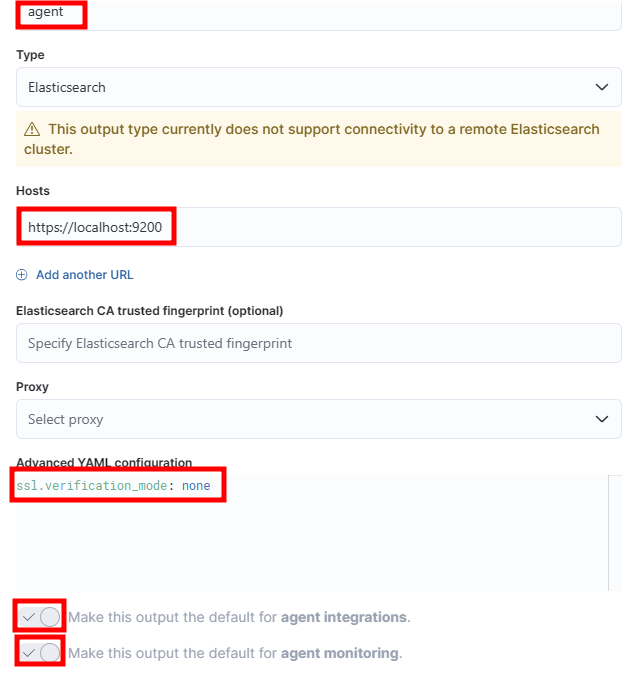 agent
Type
Elasticsearch
This output type currently does not support connectivity to a remote Elasticsearch
cluster.
Hosts
https://localhost:9200
Add another URL
Elasticsearch CA trusted fingerprint (optional)
Specify Elasticsearch CA trusted fingerprint
Proxy
Select proxy
Advanced YAML configuration
ssl.verification_mode: none
Make this output the default for agent integrations.
Make this output the default for agent monitoring.